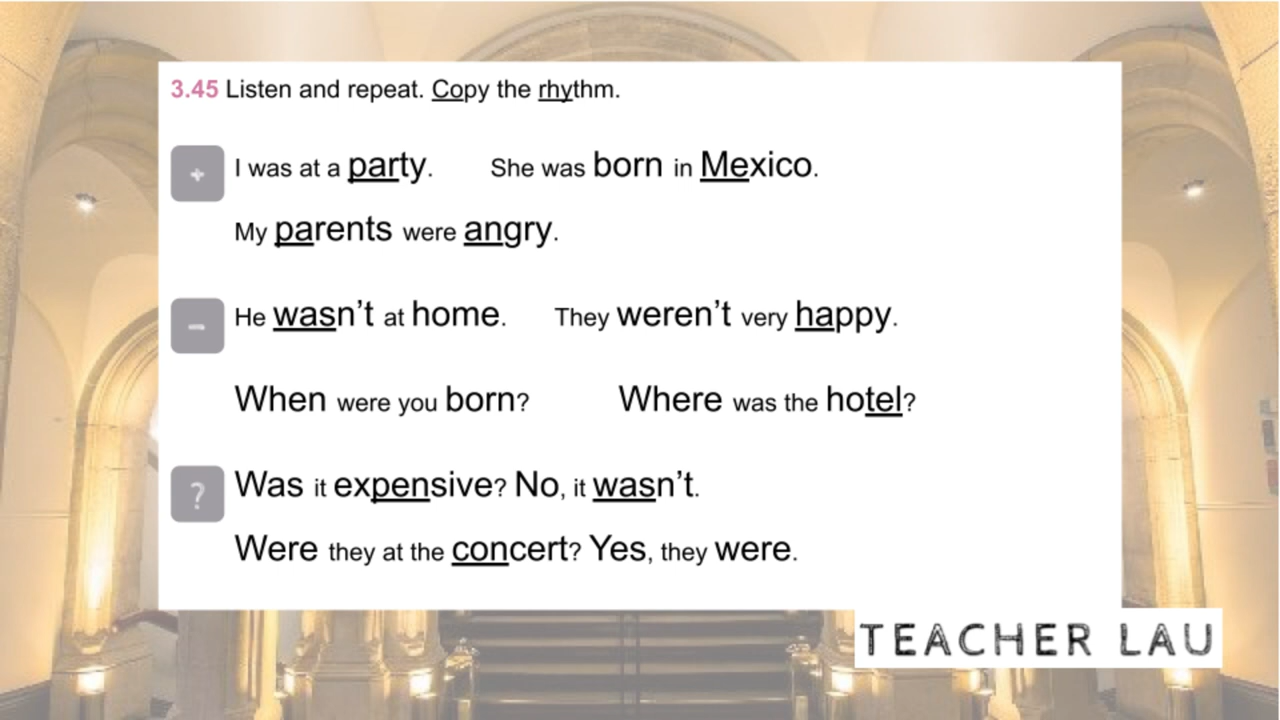 3.45 Listen and repeat. Copy the rhythm.
+ I was at a party. She was born in Mexico.
My parents were angry.
– He wasn’t at home. They weren’t very happy.
When were you born? Where was the hotel?
? Was it expensive? No, it wasn’t.
Were they at the concert? Yes, they were.
TEACHER LAU